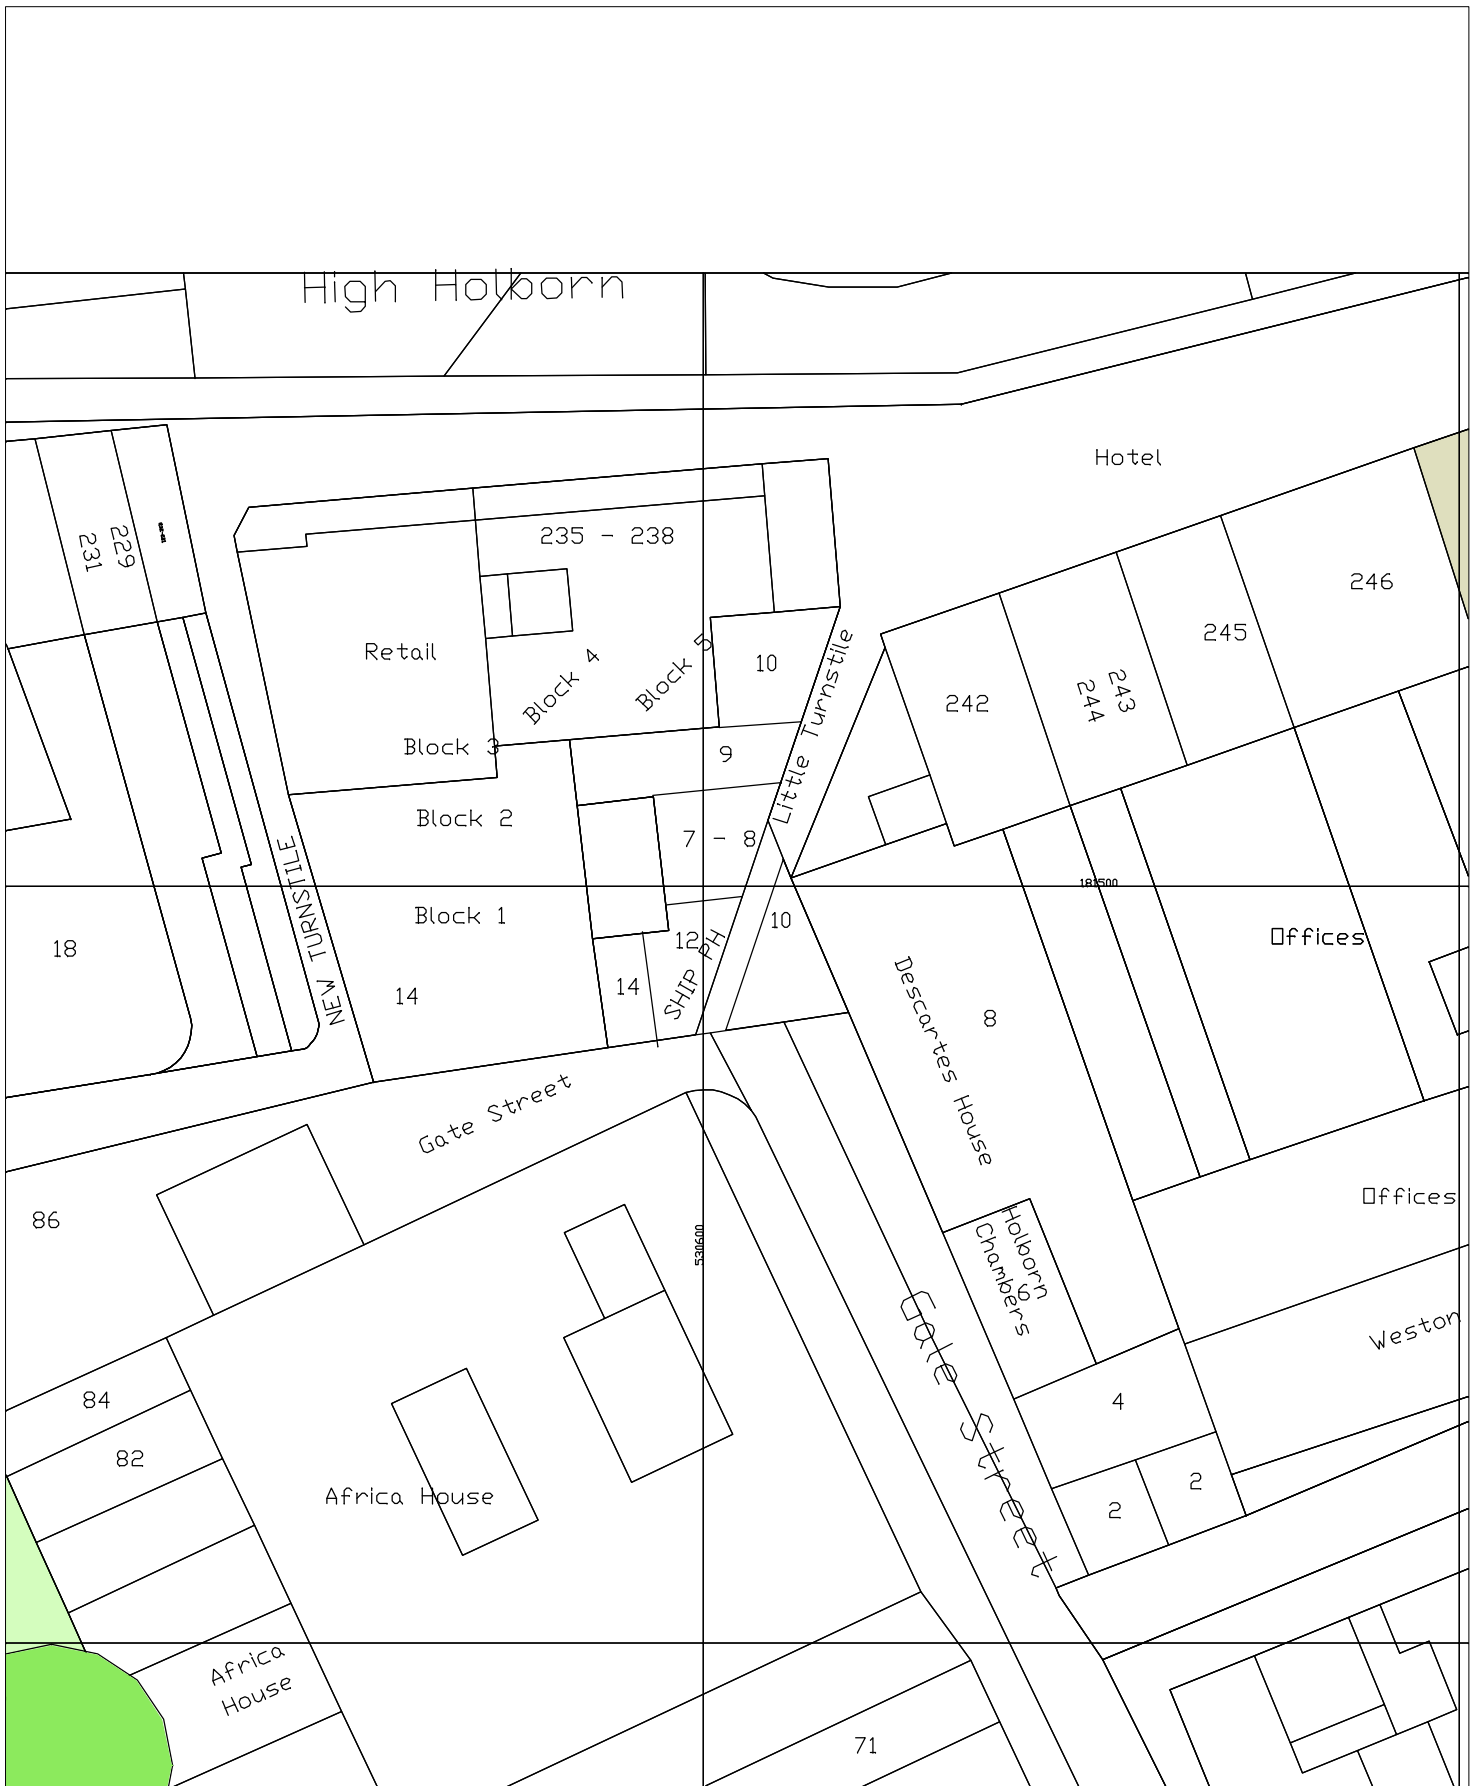 High Holborn
Hotel
229
231
235 - 238
246
245
Retail
10
Block 4
Block 5
Little Turnstile
243
244
242
Block 3
9
Block 2
7 - 8
NEW TURNSTILE
181500
Block 1
10
18
12
Offices
SHIP PH
14
14
Descartes House
8
Gate Street
86
Offices
530600
Holborn
Chambers
6
Gate Street
Weston
84
4
82
Africa House
2
2
Africa
House
71